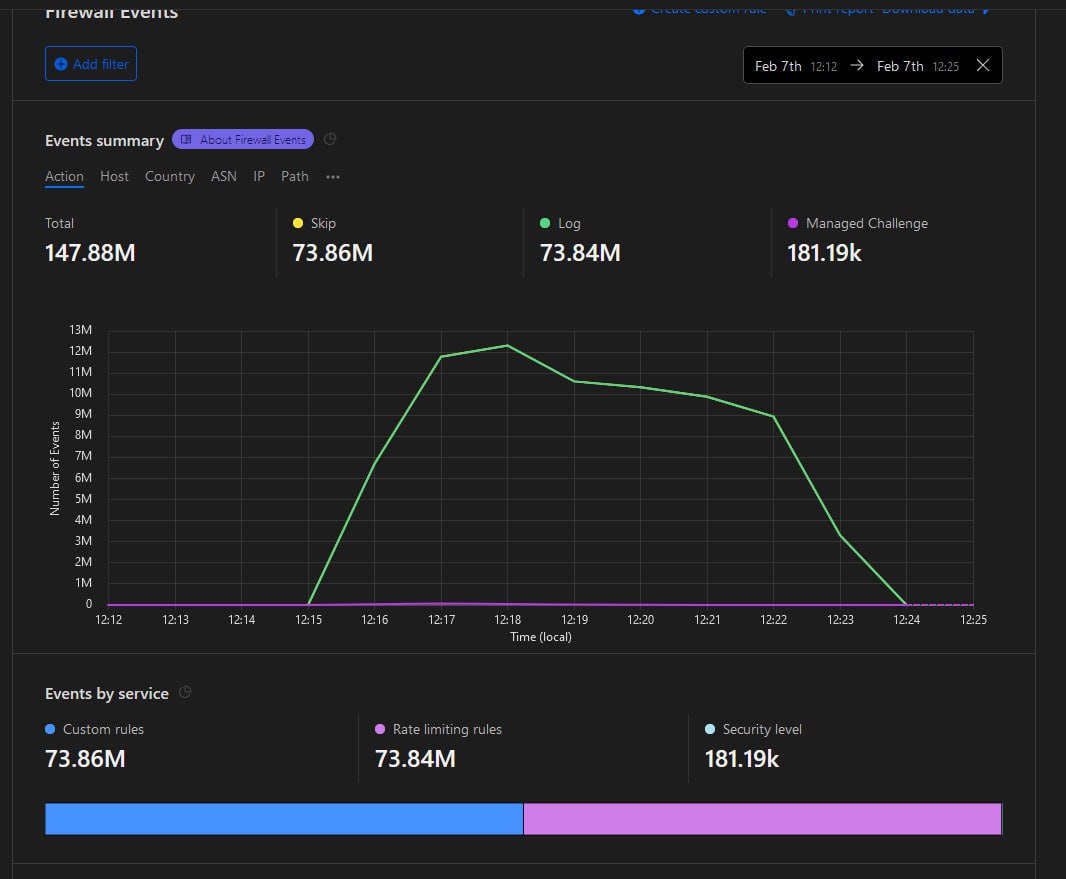 Firewall Events
Create custom rule Print report Download data
Add filter
Feb 7th 12:12 → Feb 7th 12:25
Events summary About Firewall Events
Action Host Country ASN IP Path ...
Total Skip Log Managed Challenge
147.88M 73.86M 73.84M 181.19k
13M
12M
11M
10M
9M
8M
7M
6M
5M
4M
3M
2M
1M
0
Number of Events
12:12 12:13 12:14 12:15 12:16 12:17 12:18 12:19 12:20 12:21 12:22 12:23 12:24 12:25
Time (local)
Events by service
Custom rules Rate limiting rules Security level
73.86M 73.84M 181.19k